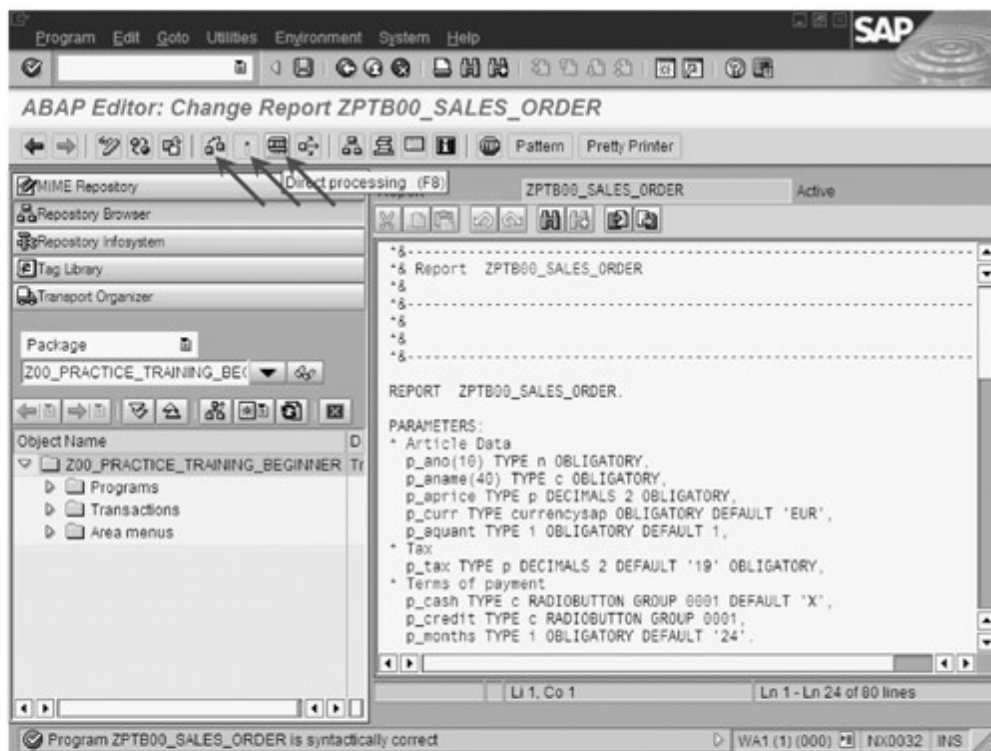 Program Edit Goto Utilities Environment System Help
SAP
ABAP Editor: Change Report ZPTB00_SALES_ORDER
Pattern Pretty Printer
Direct processing (F8)
MIME Repository
Repository Browser
Repository Infosystem
Tag Library
Transport Organizer
Package
Z00_PRACTICE_TRAINING_BE(
Object Name D
Z00_PRACTICE_TRAINING_BEGINNER Tr
Programs
Transactions
Area menus
Report ZPTB00_SALES_ORDER Active
*&---------------------------------------------------------------------
*& Report ZPTB00_SALES_ORDER
*&
*&---------------------------------------------------------------------
*&
*&
*&---------------------------------------------------------------------
REPORT ZPTB00_SALES_ORDER.
PARAMETERS:
* Article Data
p_ano(10) TYPE n OBLIGATORY,
p_aname(40) TYPE c OBLIGATORY,
p_aprice TYPE p DECIMALS 2 OBLIGATORY,
p_curr TYPE currencysap OBLIGATORY DEFAULT 'EUR',
p_aquant TYPE i OBLIGATORY DEFAULT 1,
* Tax
p_tax TYPE p DECIMALS 2 DEFAULT '19' OBLIGATORY,
* Terms of payment
p_cash TYPE c RADIOBUTTON GROUP 0001 DEFAULT 'X',
p_credit TYPE c RADIOBUTTON GROUP 0001,
p_months TYPE i OBLIGATORY DEFAULT '24'.
Li 1, Co 1 Ln 1 - Ln 24 of 80 lines
Program ZPTB00_SALES_ORDER is syntactically correct
WA1 (1) (000) NX0032 INS